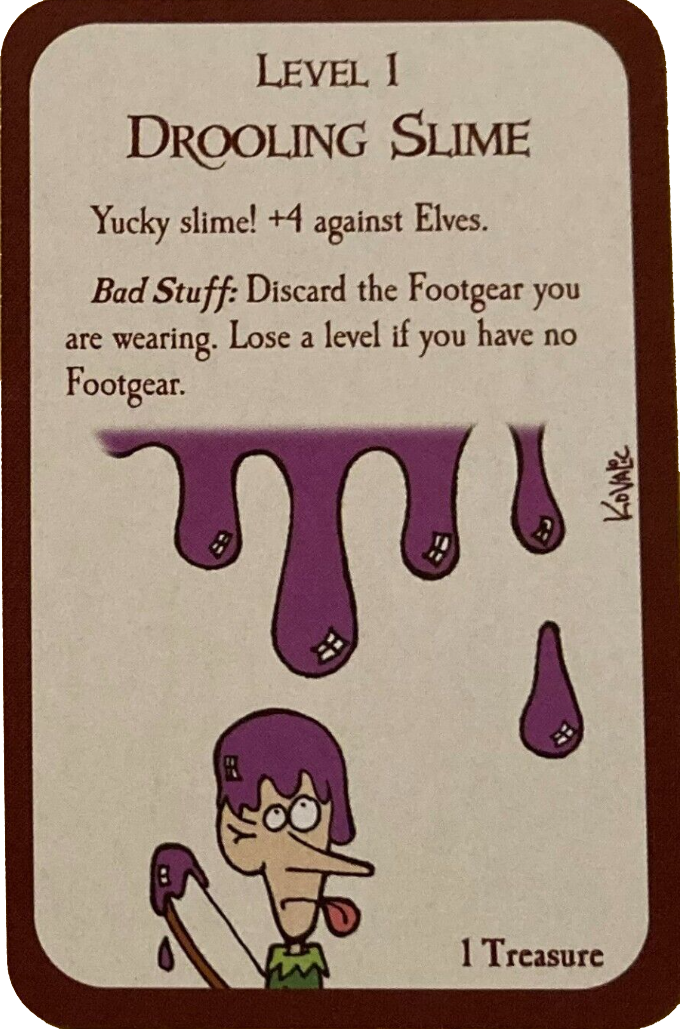 Level 1
Drooling Slime
Yucky slime! +4 against Elves.
Bad Stuff: Discard the Footgear you
are wearing. Lose a level if you have no
Footgear.
Kovalic
1 Treasure